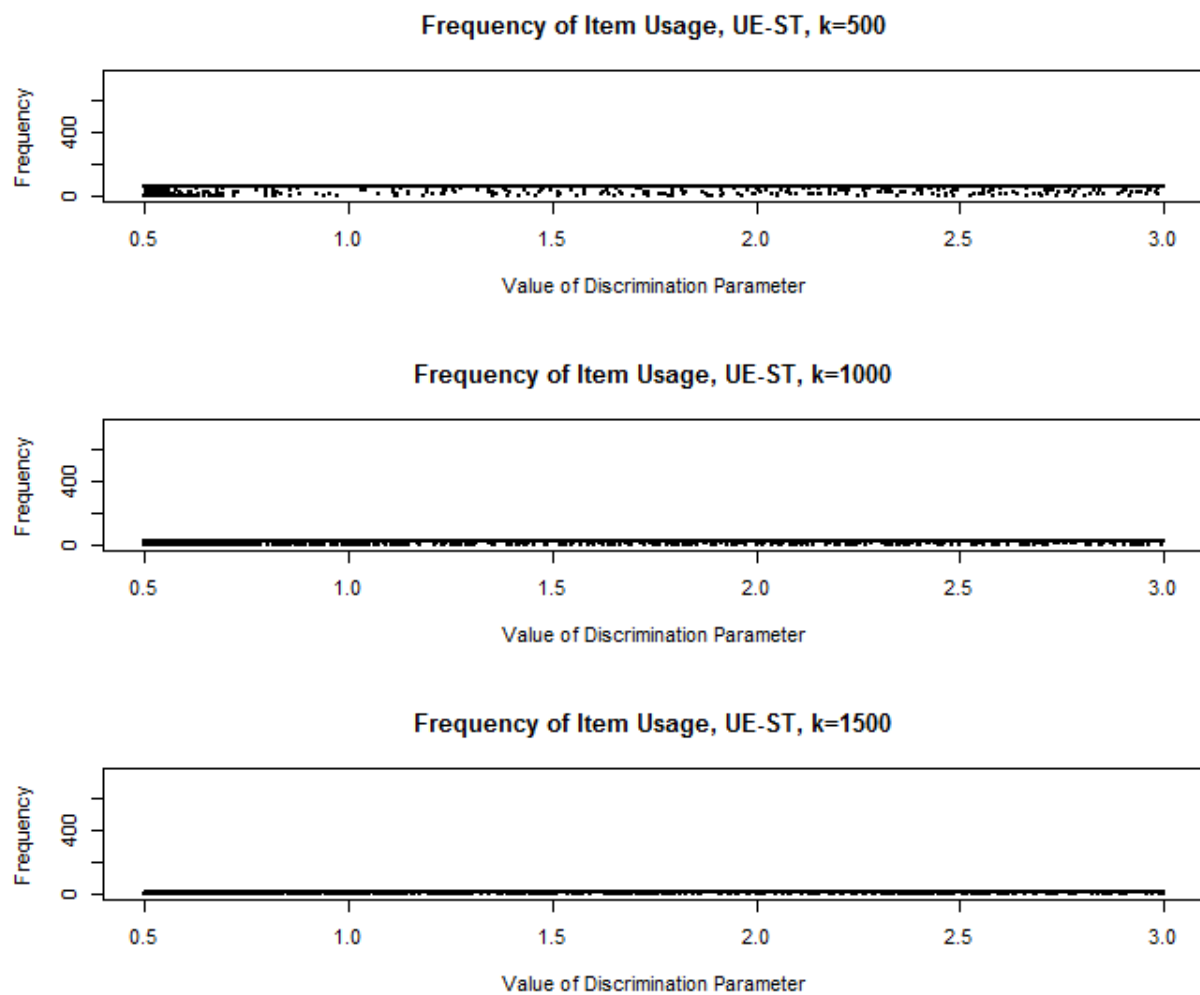 Frequency of Item Usage, UE-ST, k=500
Frequency
400
0
0.5 1.0 1.5 2.0 2.5 3.0
Value of Discrimination Parameter
Frequency of Item Usage, UE-ST, k=1000
Frequency
400
0
0.5 1.0 1.5 2.0 2.5 3.0
Value of Discrimination Parameter
Frequency of Item Usage, UE-ST, k=1500
Frequency
400
0
0.5 1.0 1.5 2.0 2.5 3.0
Value of Discrimination Parameter